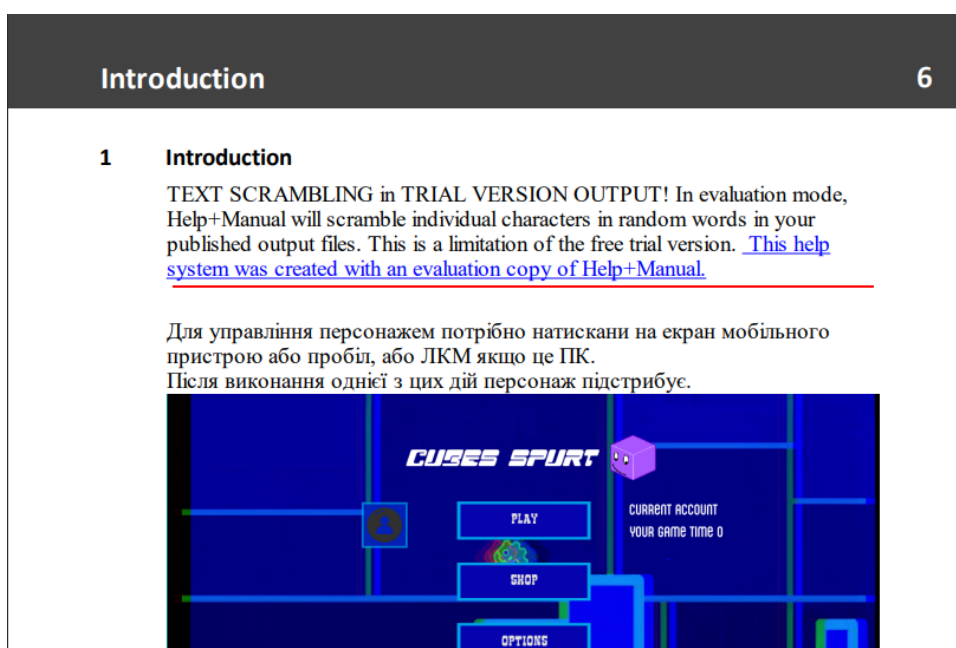 Introduction 6
1 Introduction
TEXT SCRAMBLING in TRIAL VERSION OUTPUT! In evaluation mode,
Help+Manual will scramble individual characters in random words in your
published output files. This is a limitation of the free trial version. This help
system was created with an evaluation copy of Help+Manual.
Для управління персонажем потрібно натискани на екран мобільного
пристрою або пробіл, або ЛКМ якщо це ПК.
Після виконання однієї з цих дій персонаж підстрибує.
CUBES SPURT
PLAY
CURRENT ACCOUNT
YOUR GAME TIME 0
SHOP
OPTIONS